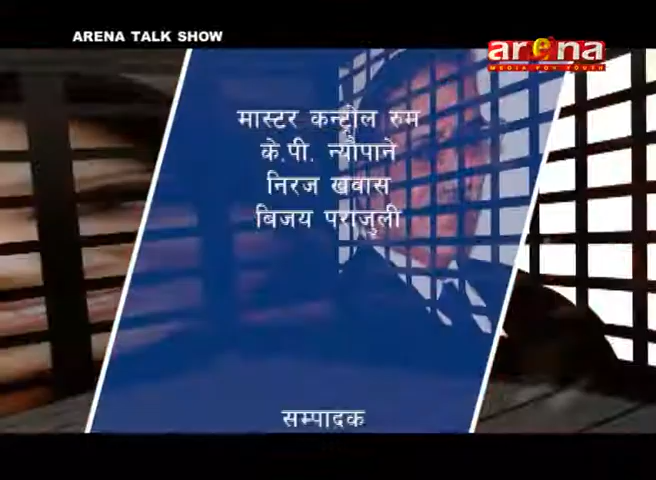 ARENA TALK SHOW
arena
MEDIA FOR YOUTH
मास्टर कन्ट्रोल रुम
के.पी. न्यौपाने
निरज खवास
बिजय पराजुली
सम्पादक